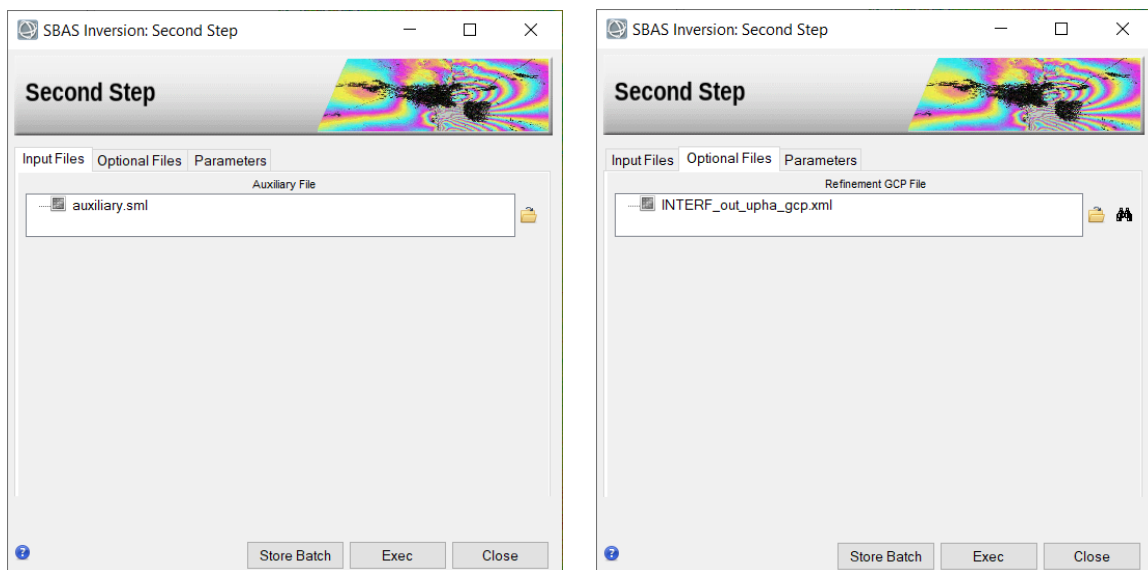 SBAS Inversion: Second Step
Second Step
Input Files Optional Files Parameters
Auxiliary File
auxiliary.sml
Store Batch Exec Close
SBAS Inversion: Second Step
Second Step
Input Files Optional Files Parameters
Refinement GCP File
INTERF_out_upha_gcp.xml
Store Batch Exec Close